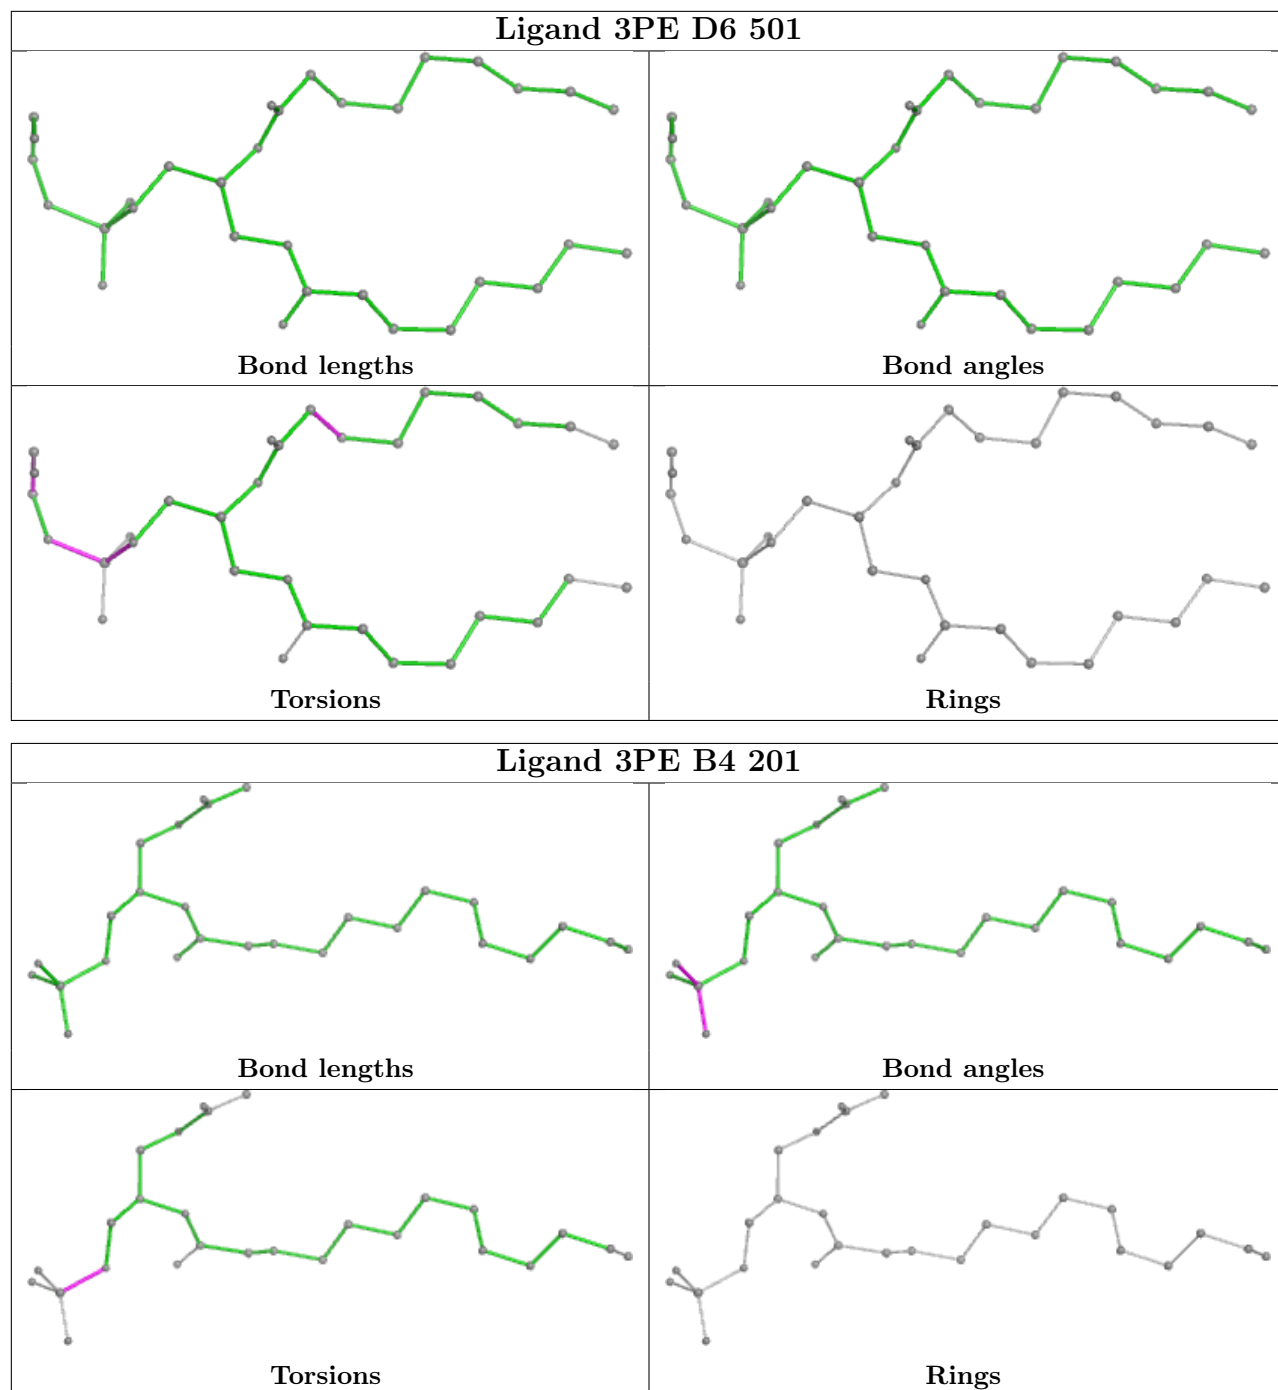 Ligand 3PE D6 501
Bond lengths
Bond angles
Torsions
Rings
Ligand 3PE B4 201
Bond lengths
Bond angles
Torsions
Rings